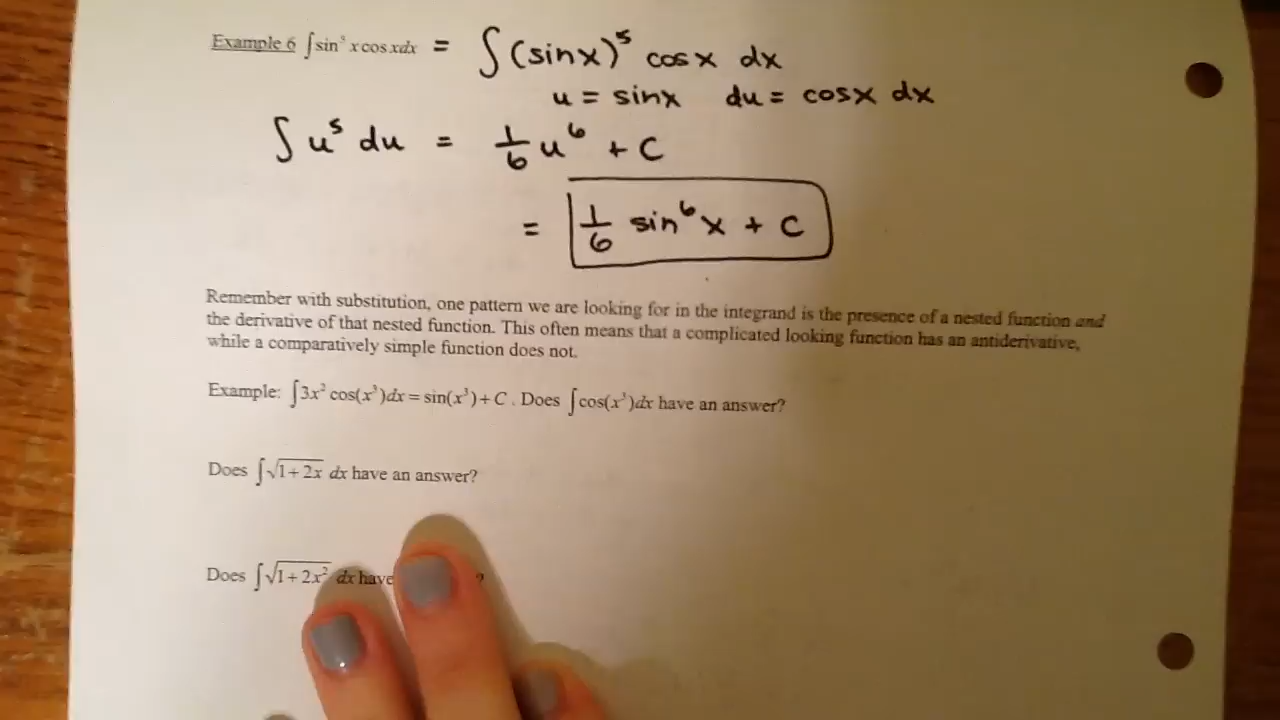 Example 6 ∫sin⁵ x cos xdx = ∫(sinx)⁵ cosx dx
u = sinx du = cosx dx
∫u⁵ du = 1/6 u⁶ + C
= 1/6 sin⁶x + C
Remember with substitution, one pattern we are looking for in the integrand is the presence of a nested function and
the derivative of that nested function. This often means that a complicated looking function has an antiderivative,
while a comparatively simple function does not.
Example: ∫3x² cos(x³)dx = sin(x³) + C . Does ∫cos(x³)dx have an answer?
Does ∫√1+2x dx have an answer?
Does ∫√1+2x² dx have ?